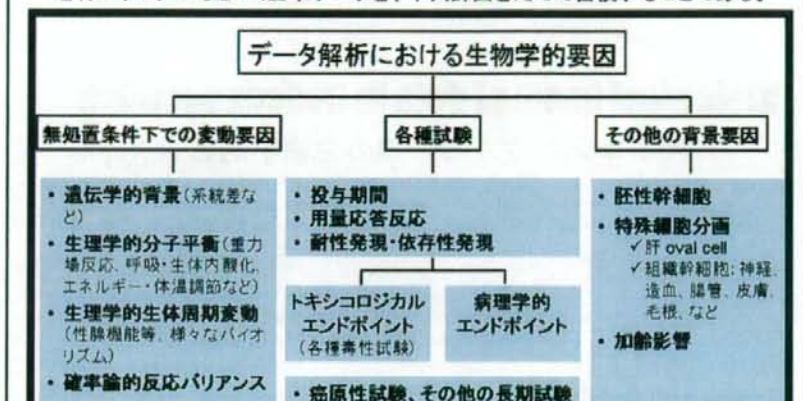 データ解析における生物学的要因
無処置条件下での変動要因
・遺伝学的背景(系統差な
ど)
・生理学的分子平衡(重力
場反応、呼吸・生体内酸化、
エネルギー・体温調節など)
・生理学的生体周期変動
(性腺機能等、様々なバイオ
リズム)
・確率論的反応バリアンス
各種試験
・投与期間
・用量応答反応
・耐性発現・依存性発現
トキシコロジカル
エンドポイント
(各種毒性試験)
病理学的
エンドポイント
・癌原性試験、その他の長期試験
その他の背景要因
・胚性幹細胞
・特殊細胞分画
✓肝 oval cell
✓組織幹細胞: 神経、
造血、腸管、皮膚、
毛根、など
・加齢影響